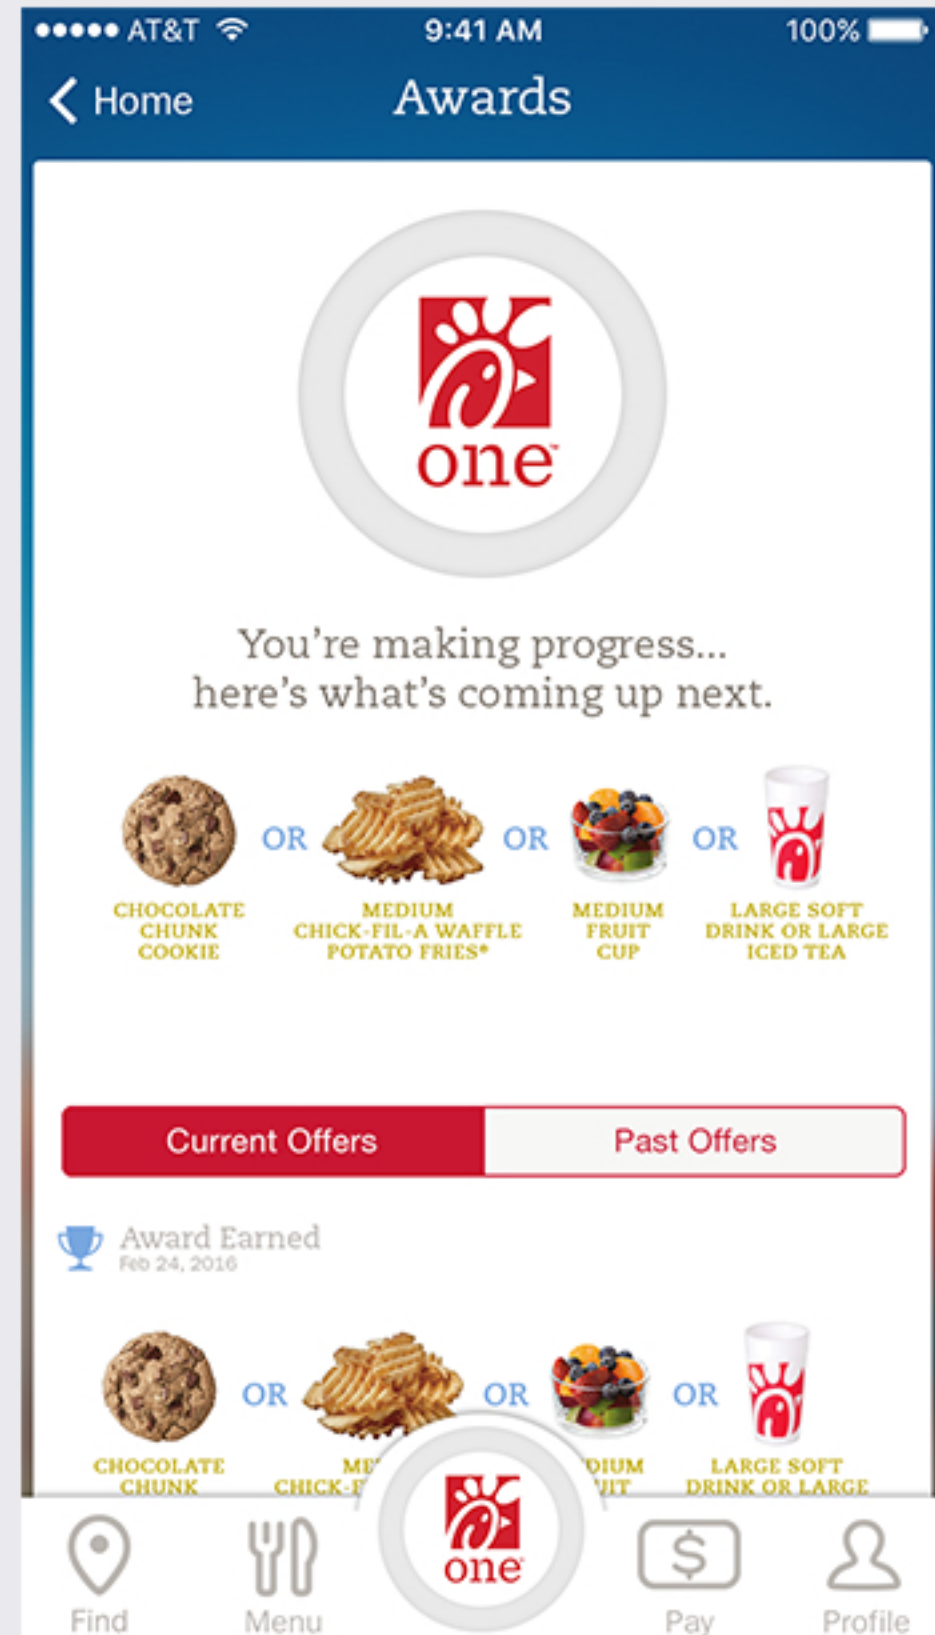 AT&T 9:41 AM 100%
Home Awards
one
You're making progress...
here's what's coming up next.
OR OR OR
CHOCOLATE
CHUNK
COOKIE
MEDIUM
CHICK-FIL-A WAFFLE
POTATO FRIES®
MEDIUM
FRUIT
CUP
LARGE SOFT
DRINK OR LARGE
ICED TEA
Current Offers Past Offers
Award Earned
Feb 24, 2016
OR OR OR
CHOCOLATE
CHUNK
LARGE SOFT
DRINK OR LARGE
one
Find Menu Pay Profile